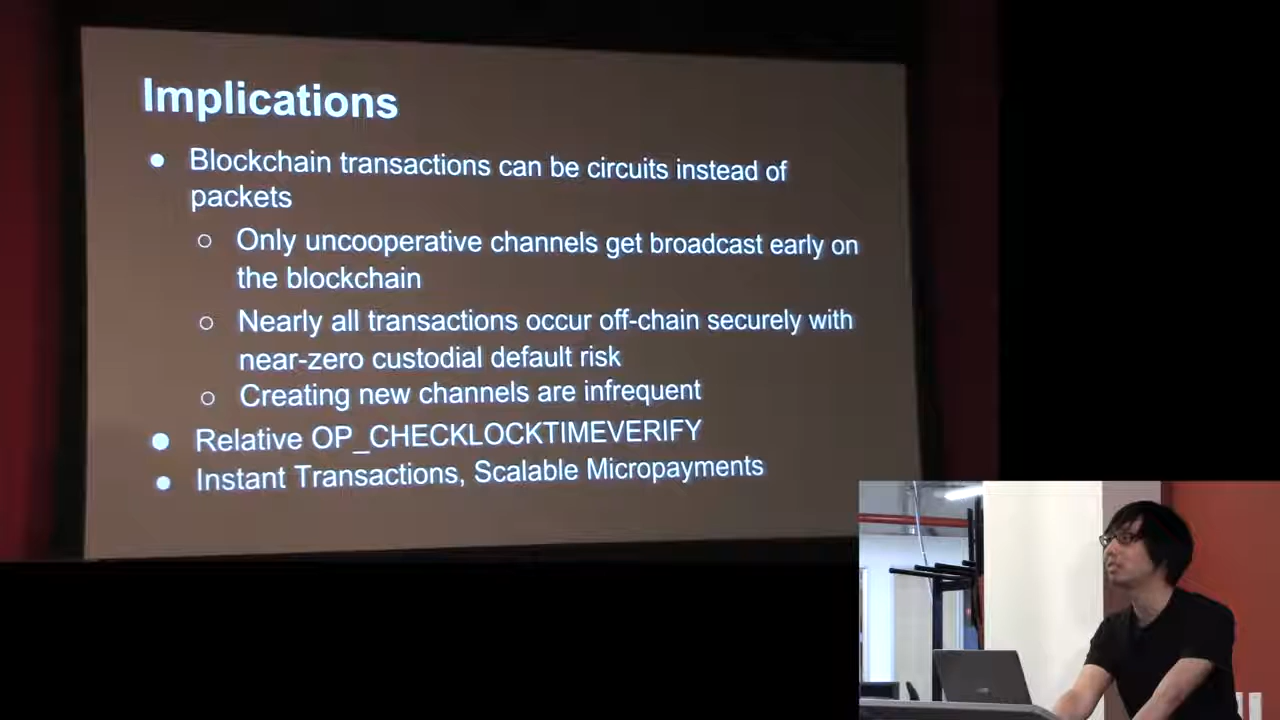 Implications
● Blockchain transactions can be circuits instead of
packets
○ Only uncooperative channels get broadcast early on
the blockchain
○ Nearly all transactions occur off-chain securely with
near-zero custodial default risk
○ Creating new channels are infrequent
● Relative OP_CHECKLOCKTIMEVERIFY
● Instant Transactions, Scalable Micropayments